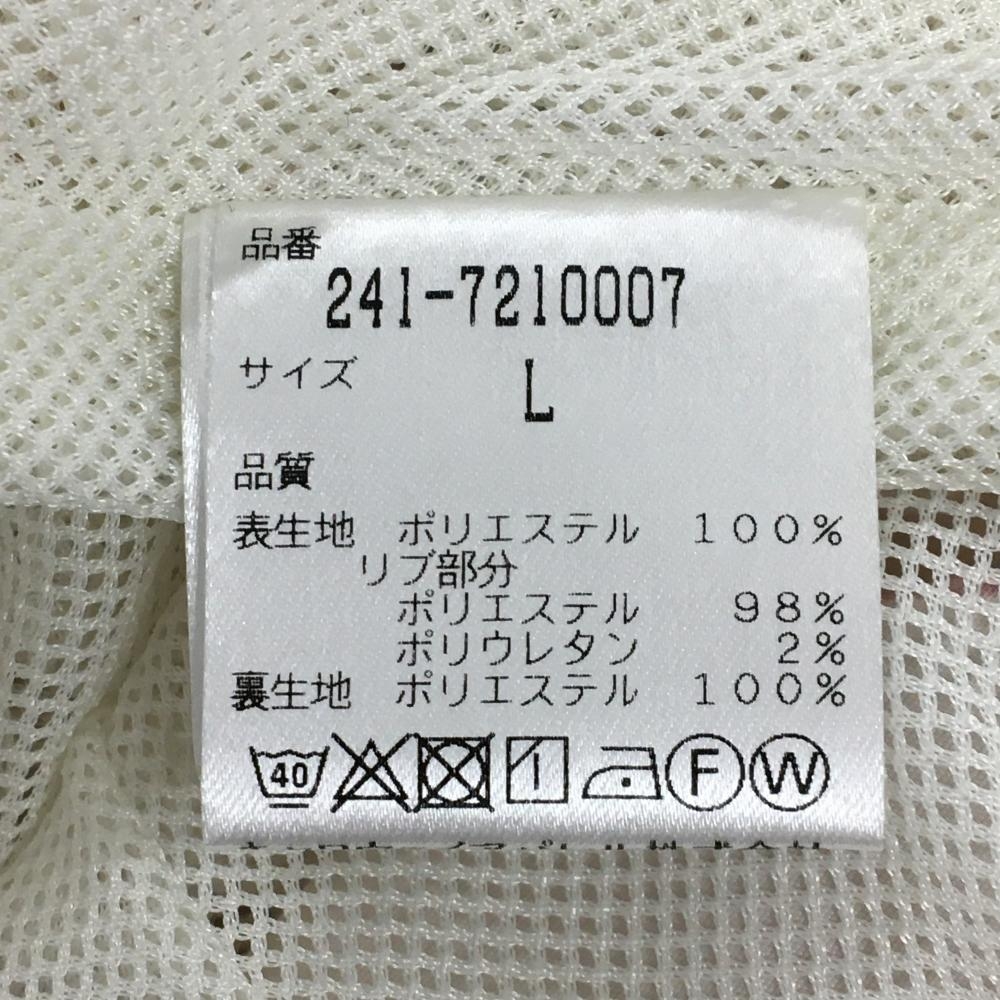 品番
241-7210007
サイズ L
品質
表生地 ポリエステル 100%
リブ部分
ポリエステル 98%
ポリウレタン 2%
裏生地 ポリエステル 100%
40 F W